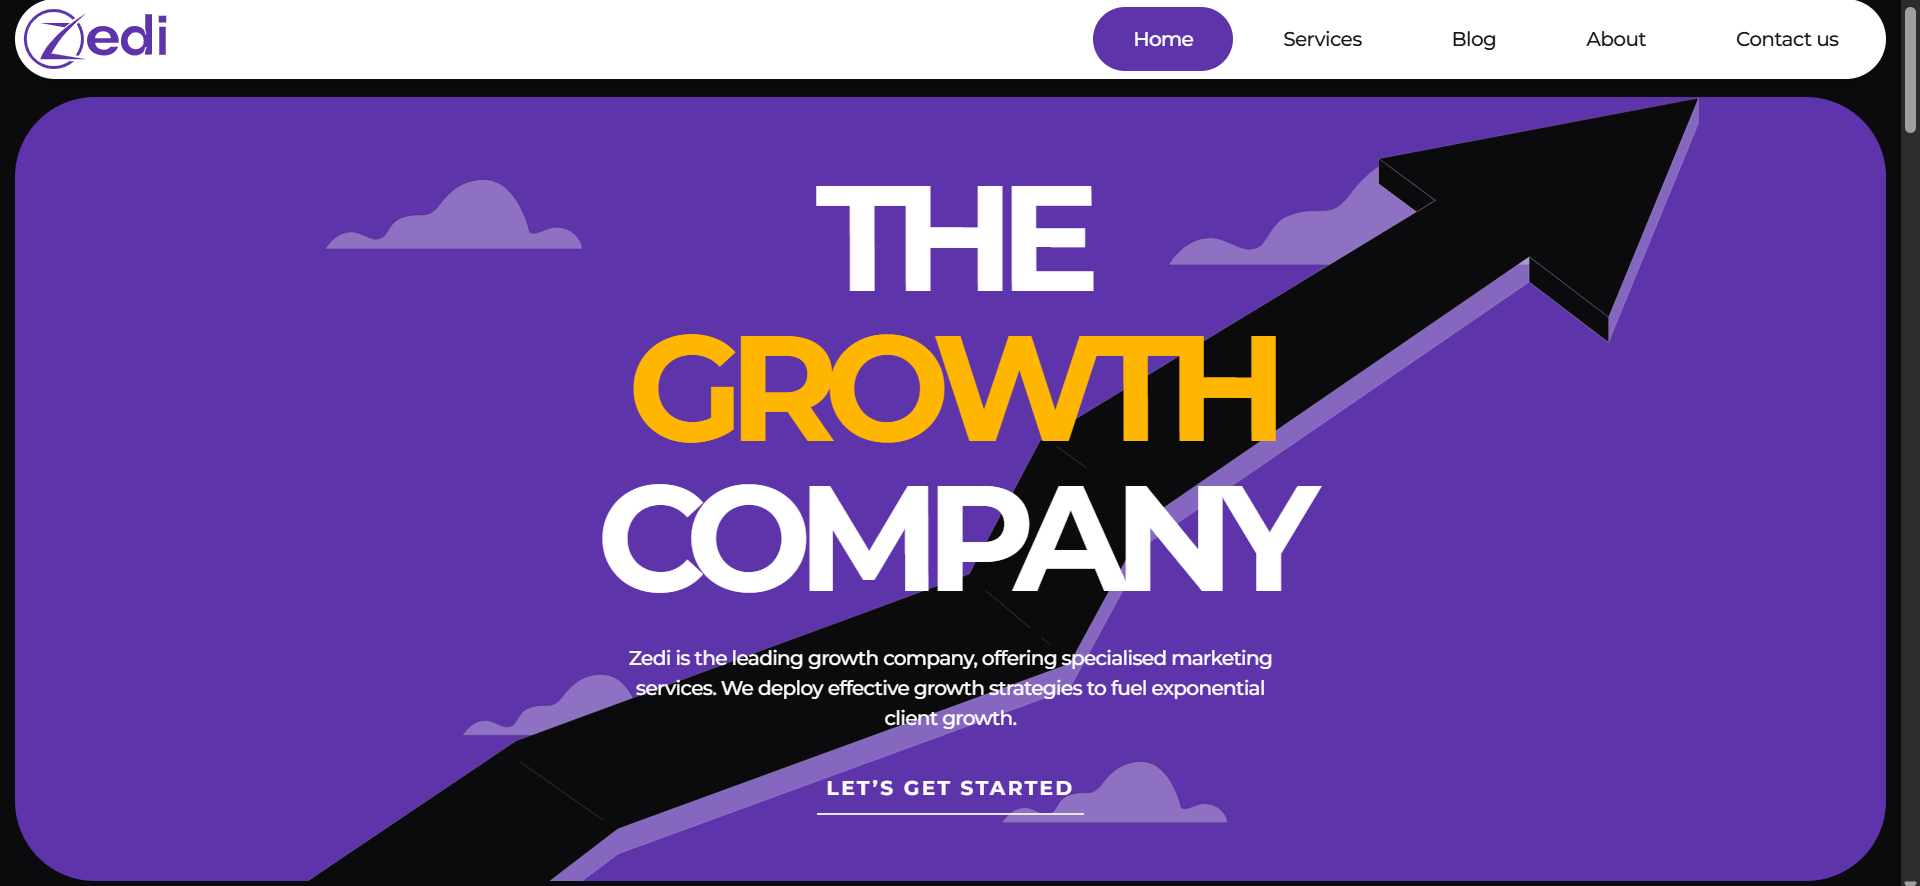 Zedi
Home Services Blog About Contact us
THE
GROWTH
COMPANY
Zedi is the leading growth company, offering specialised marketing
services. We deploy effective growth strategies to fuel exponential
client growth.
LET’S GET STARTED